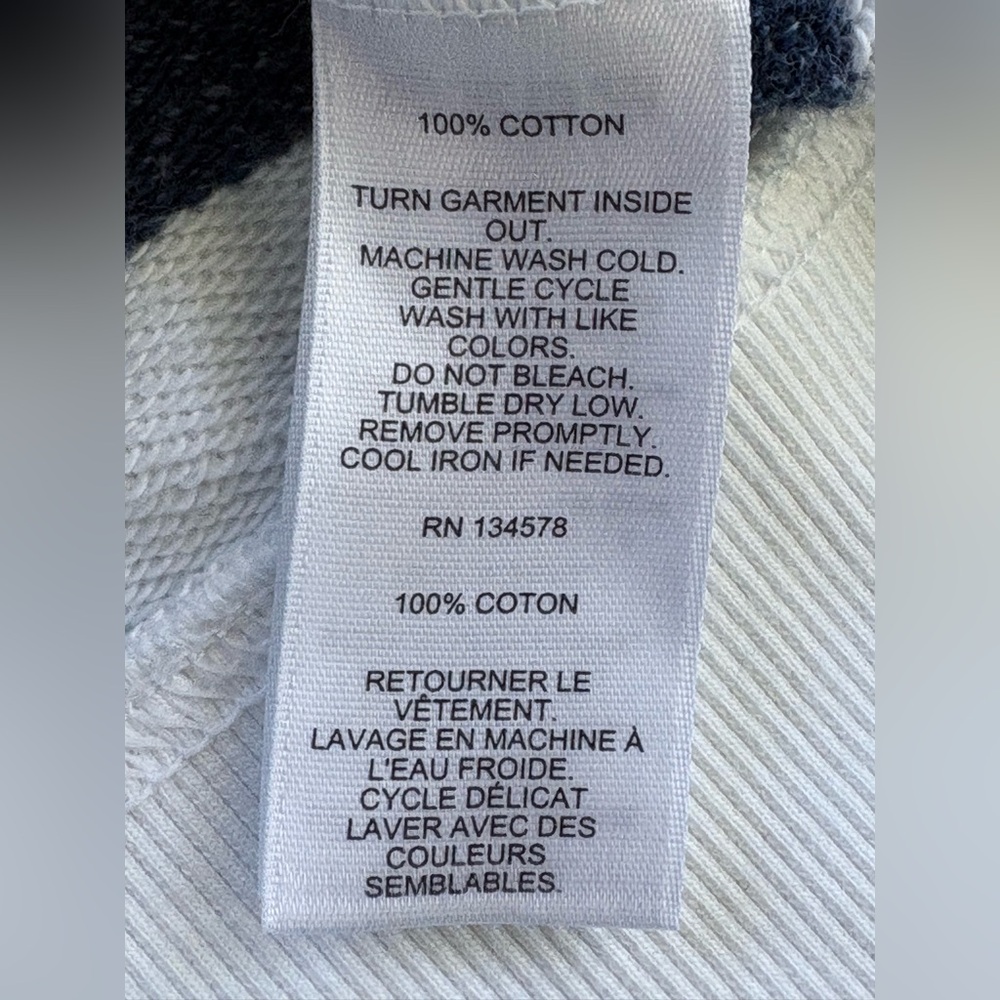 100% COTTON
TURN GARMENT INSIDE
OUT.
MACHINE WASH COLD.
GENTLE CYCLE
WASH WITH LIKE
COLORS.
DO NOT BLEACH.
TUMBLE DRY LOW.
REMOVE PROMPTLY.
COOL IRON IF NEEDED.
RN 134578
100% COTON
RETOURNER LE
VÊTEMENT.
LAVAGE EN MACHINE À
L'EAU FROIDE.
CYCLE DÉLICAT
LAVER AVEC DES
COULEURS
SEMBLABLES.